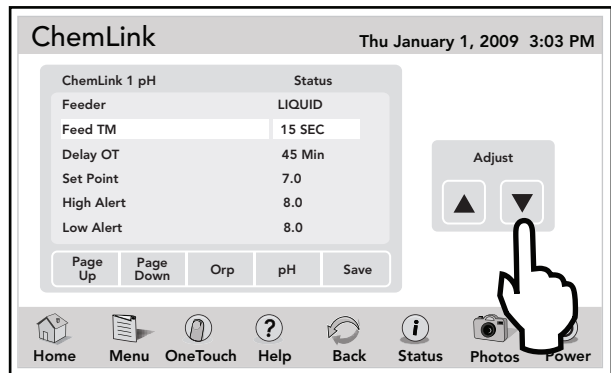 ChemLink
Thu January 1, 2009 3:03 PM
ChemLink 1 pH Status
Feeder LIQUID
Feed TM 15 SEC
Delay OT 45 Min
Set Point 7.0
High Alert 8.0
Low Alert 8.0
Adjust
Page Up Page Down Orp pH Save
Home Menu OneTouch Help Back Status Photos Power